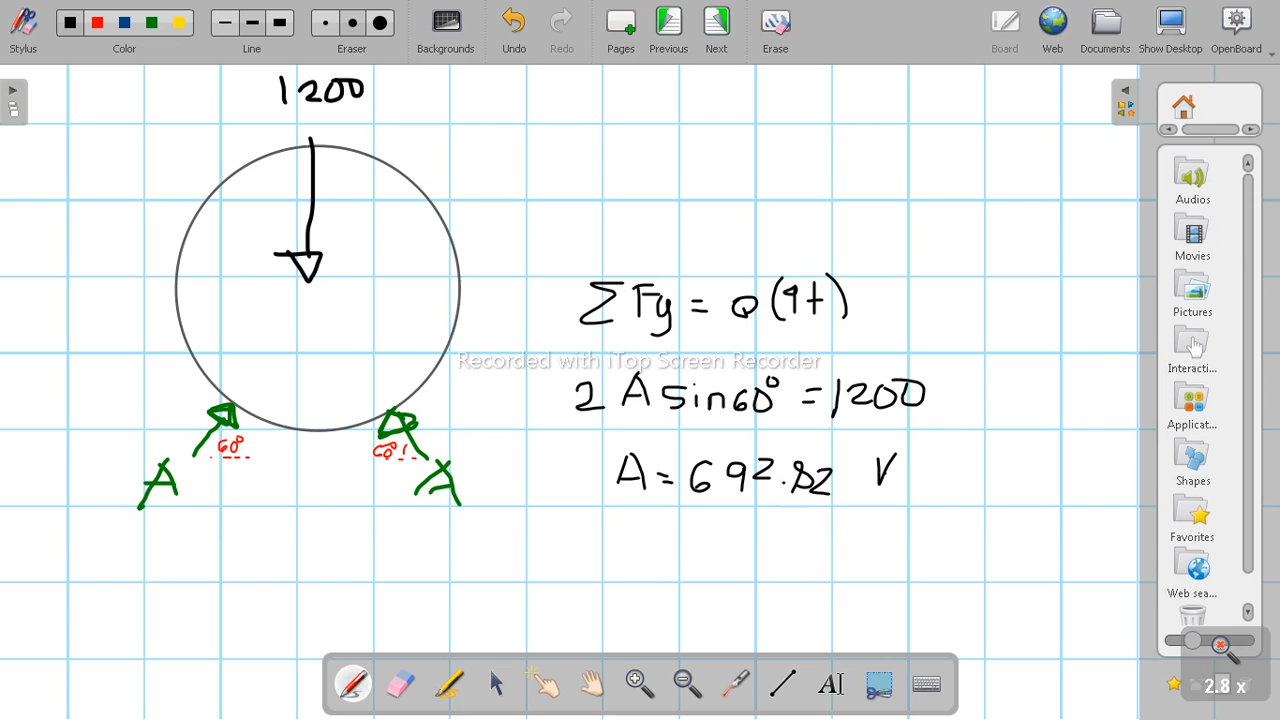 Stylus Color Line Eraser Backgrounds Undo Redo Pages Previous Next Erase Board Web Documents Show Desktop OpenBoard
1200
Audios
Movies
Pictures
Interacti...
Applicat...
Shapes
Favorites
Web sea...
ΣFy = 0 (↑+)
Recorded with iTop Screen Recorder
2 A sin60° = 1200
60°
60°
A
A
A = 692.82
2.8 x